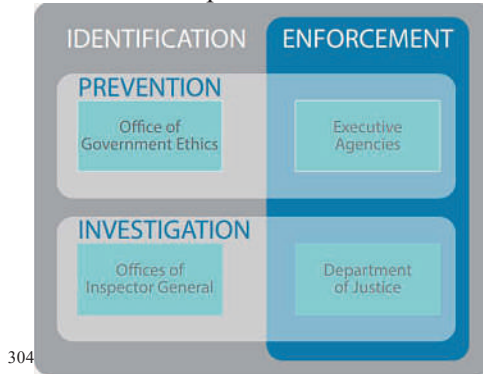 IDENTIFICATION ENFORCEMENT
PREVENTION
Office of
Government Ethics
Executive
Agencies
INVESTIGATION
Offices of
Inspector General
Department
of Justice
304